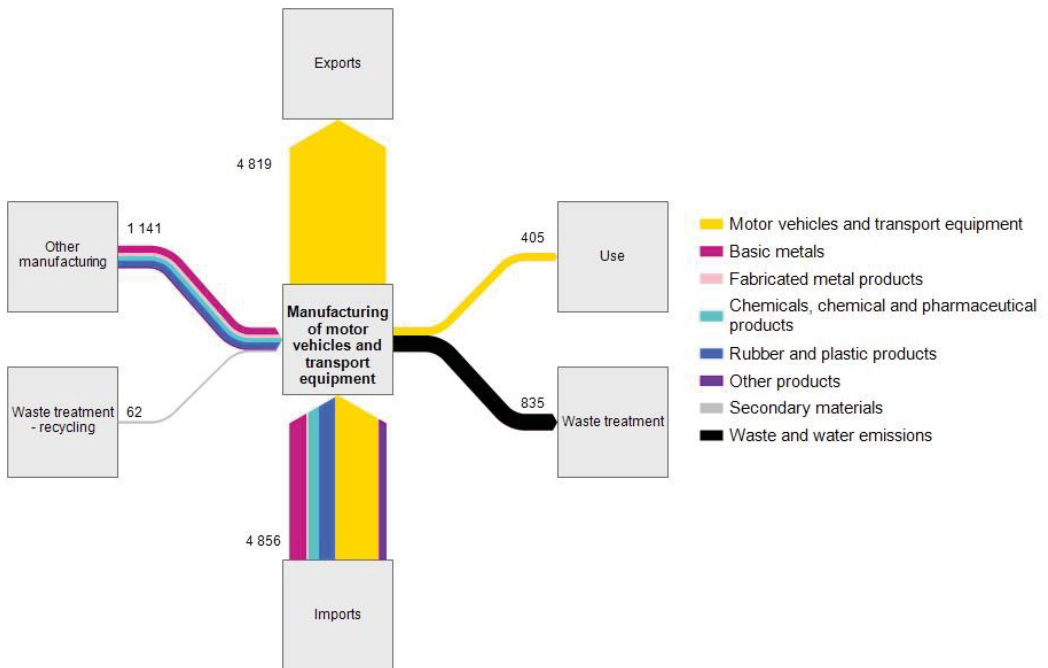 Exports
4 819
1 141
Other
manufacturing
405
Use
Manufacturing
of motor
vehicles and
transport
equipment
Waste treatment
- recycling
62
835
Waste treatment
4 856
Imports
Motor vehicles and transport equipment
Basic metals
Fabricated metal products
Chemicals, chemical and pharmaceutical
products
Rubber and plastic products
Other products
Secondary materials
Waste and water emissions